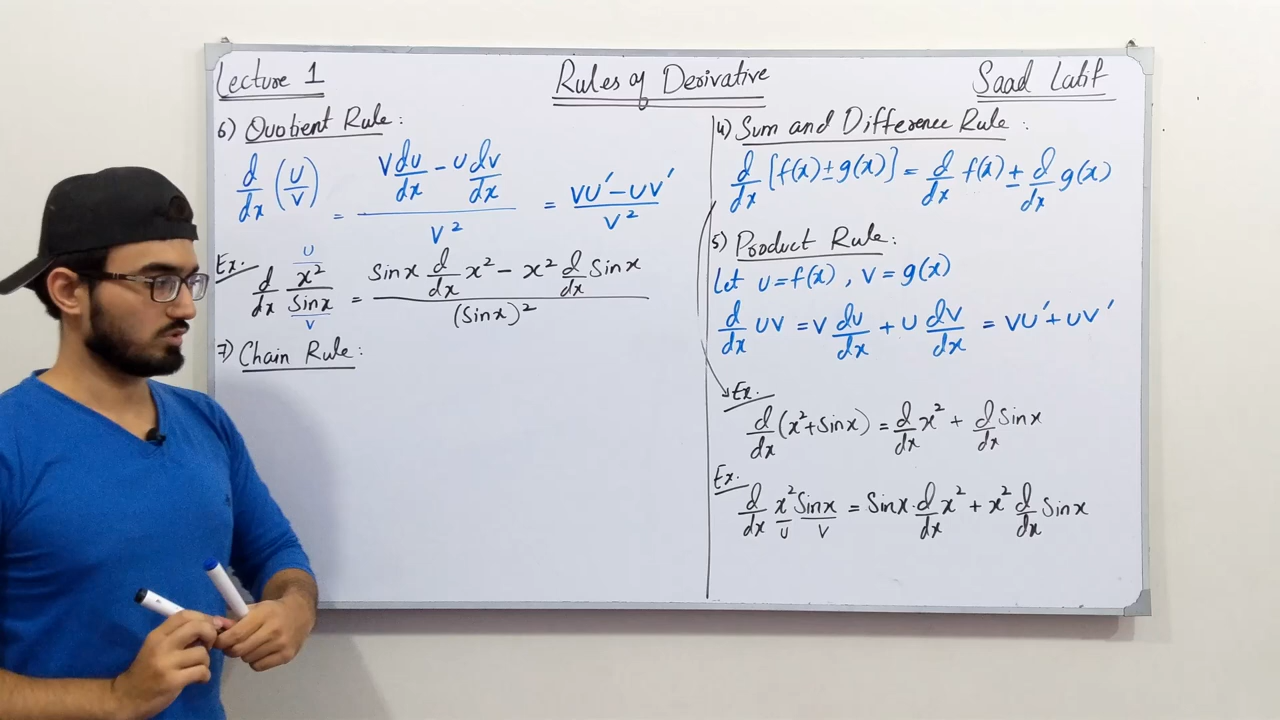 Lecture 1
Rules of Derivative
Saad Latif
6) Quotient Rule:
d/dx (U/V) = (V du/dx - U dv/dx) / V² = (VU' - UV') / V²
Ex. d/dx x²/Sinx = (Sinx d/dx x² - x² d/dx Sinx) / (Sinx)²
U
V
7) Chain Rule:
4) Sum and Difference Rule:
d/dx [f(x) ± g(x)] = d/dx f(x) ± d/dx g(x)
5) Product Rule:
Let U = f(x), V = g(x)
d/dx UV = V du/dx + U dv/dx = VU' + UV'
Ex.
d/dx (x² + Sinx) = d/dx x² + d/dx Sinx
Ex.
d/dx x² Sinx = Sinx · d/dx x² + x² d/dx Sinx
U V